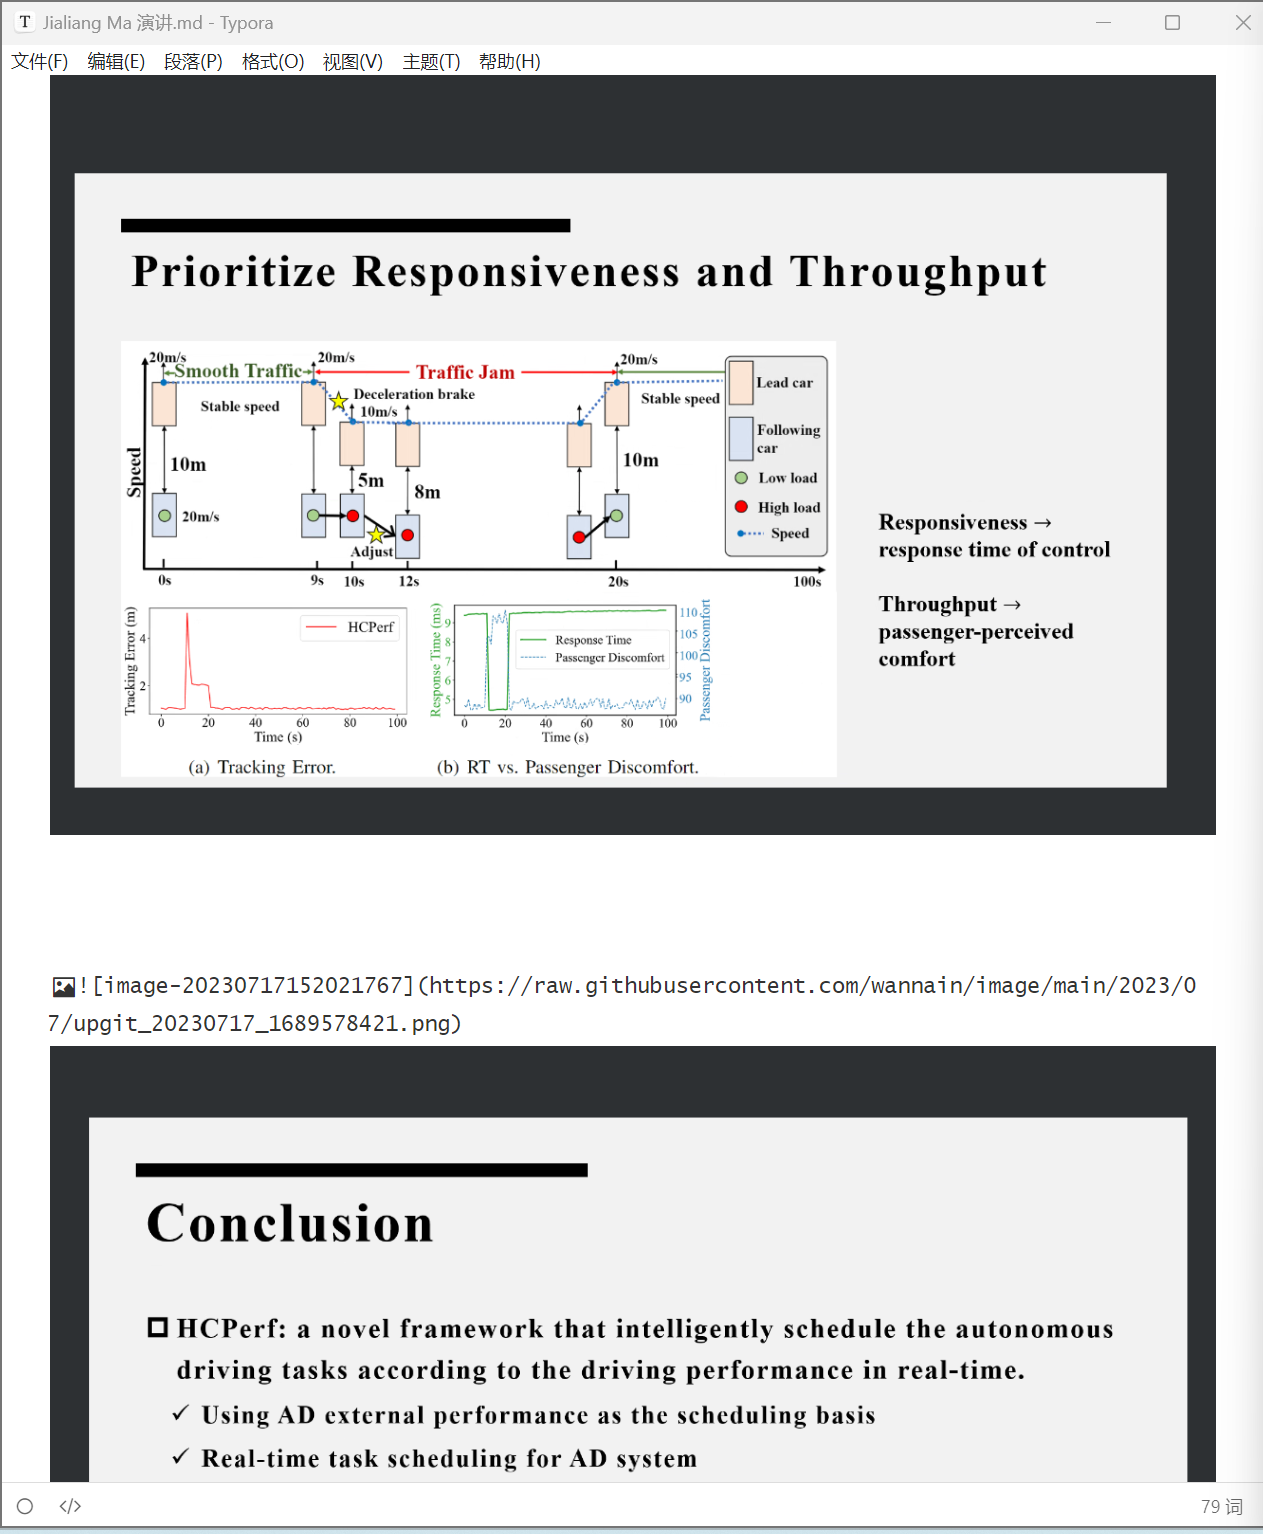 T Jialiang Ma 演讲.md - Typora
文件(F) 编辑(E) 段落(P) 格式(O) 视图(V) 主题(T) 帮助(H)
Prioritize Responsiveness and Throughput
20m/s 20m/s 20m/s
Smooth Traffic Traffic Jam
Lead car
Deceleration brake
Stable speed 10m/s Stable speed
Following
car
Speed
10m 5m 8m 10m
Low load
High load
20m/s
Speed
Adjust
0s 9s 10s 12s 20s 100s
Tracking Error (m)
4
2
HCPerf
0 20 40 60 80 100
Time (s)
(a) Tracking Error.
Response Time (ms)
9
8
7
6
5
Response Time
Passenger Discomfort
110
105
100
95
90
Passenger Discomfort
0 20 40 60 80 100
Time (s)
(b) RT vs. Passenger Discomfort.
Responsiveness →
response time of control
Throughput →
passenger-perceived
comfort
![image-20230717152021767](https://raw.githubusercontent.com/wannain/image/main/2023/0
7/upgit_20230717_1689578421.png)
Conclusion
HCPerf: a novel framework that intelligently schedule the autonomous
driving tasks according to the driving performance in real-time.
✓ Using AD external performance as the scheduling basis
✓ Real-time task scheduling for AD system
</> 79 词